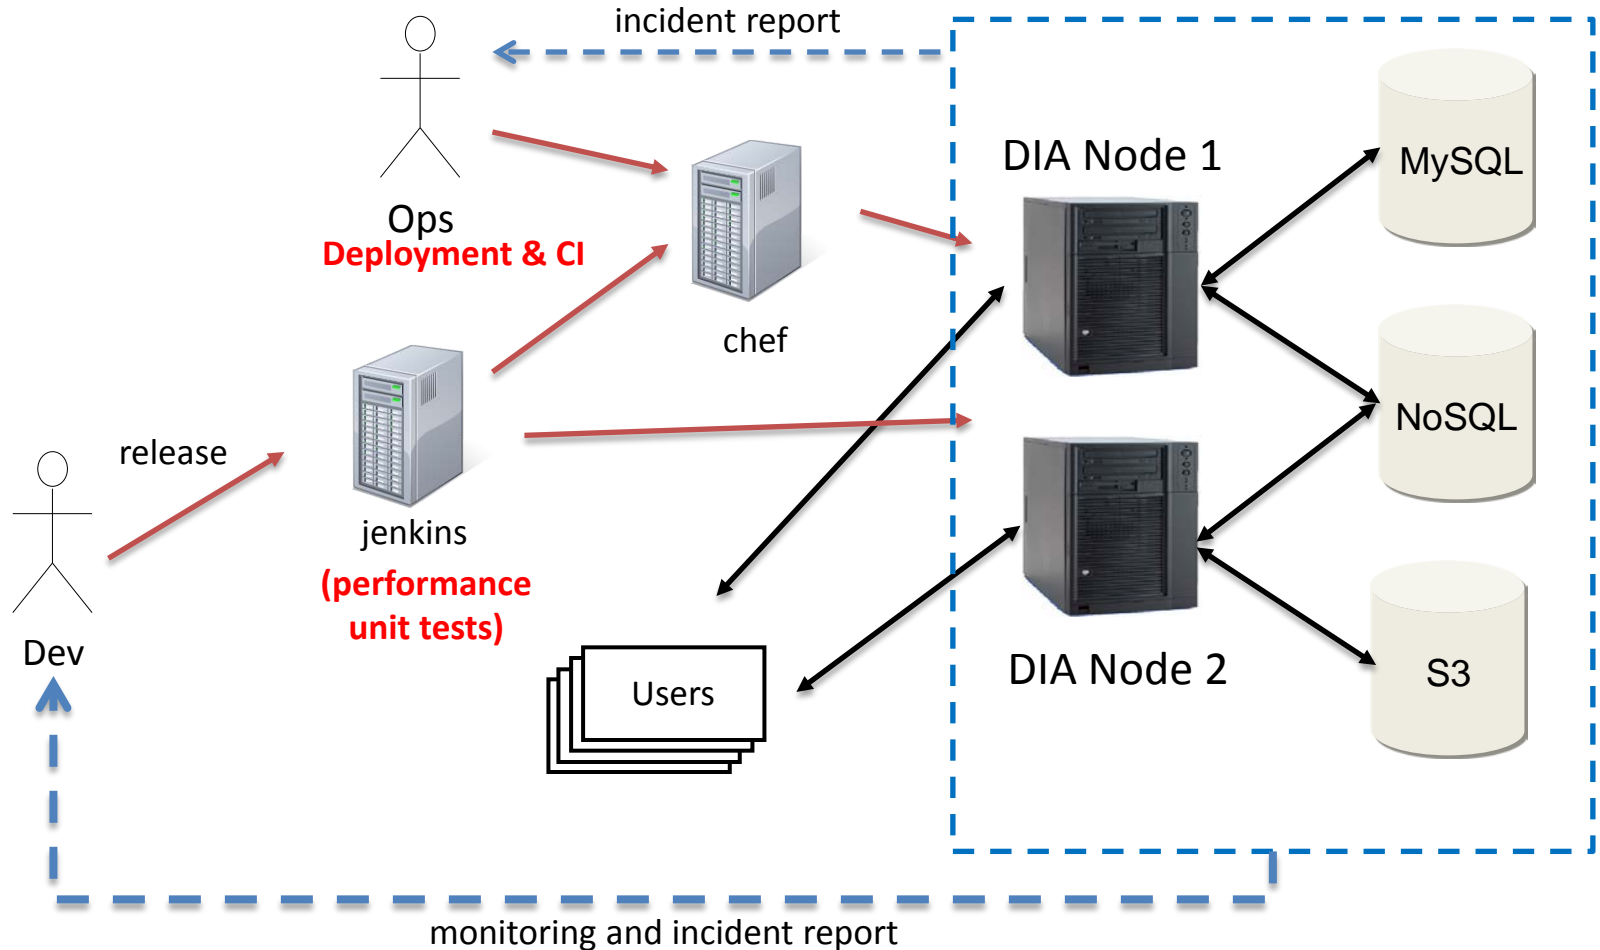 incident report
DIA Node 1
MySQL
Ops
Deployment & CI
chef
NoSQL
release
jenkins
(performance
unit tests)
Dev
Users
DIA Node 2
S3
monitoring and incident report